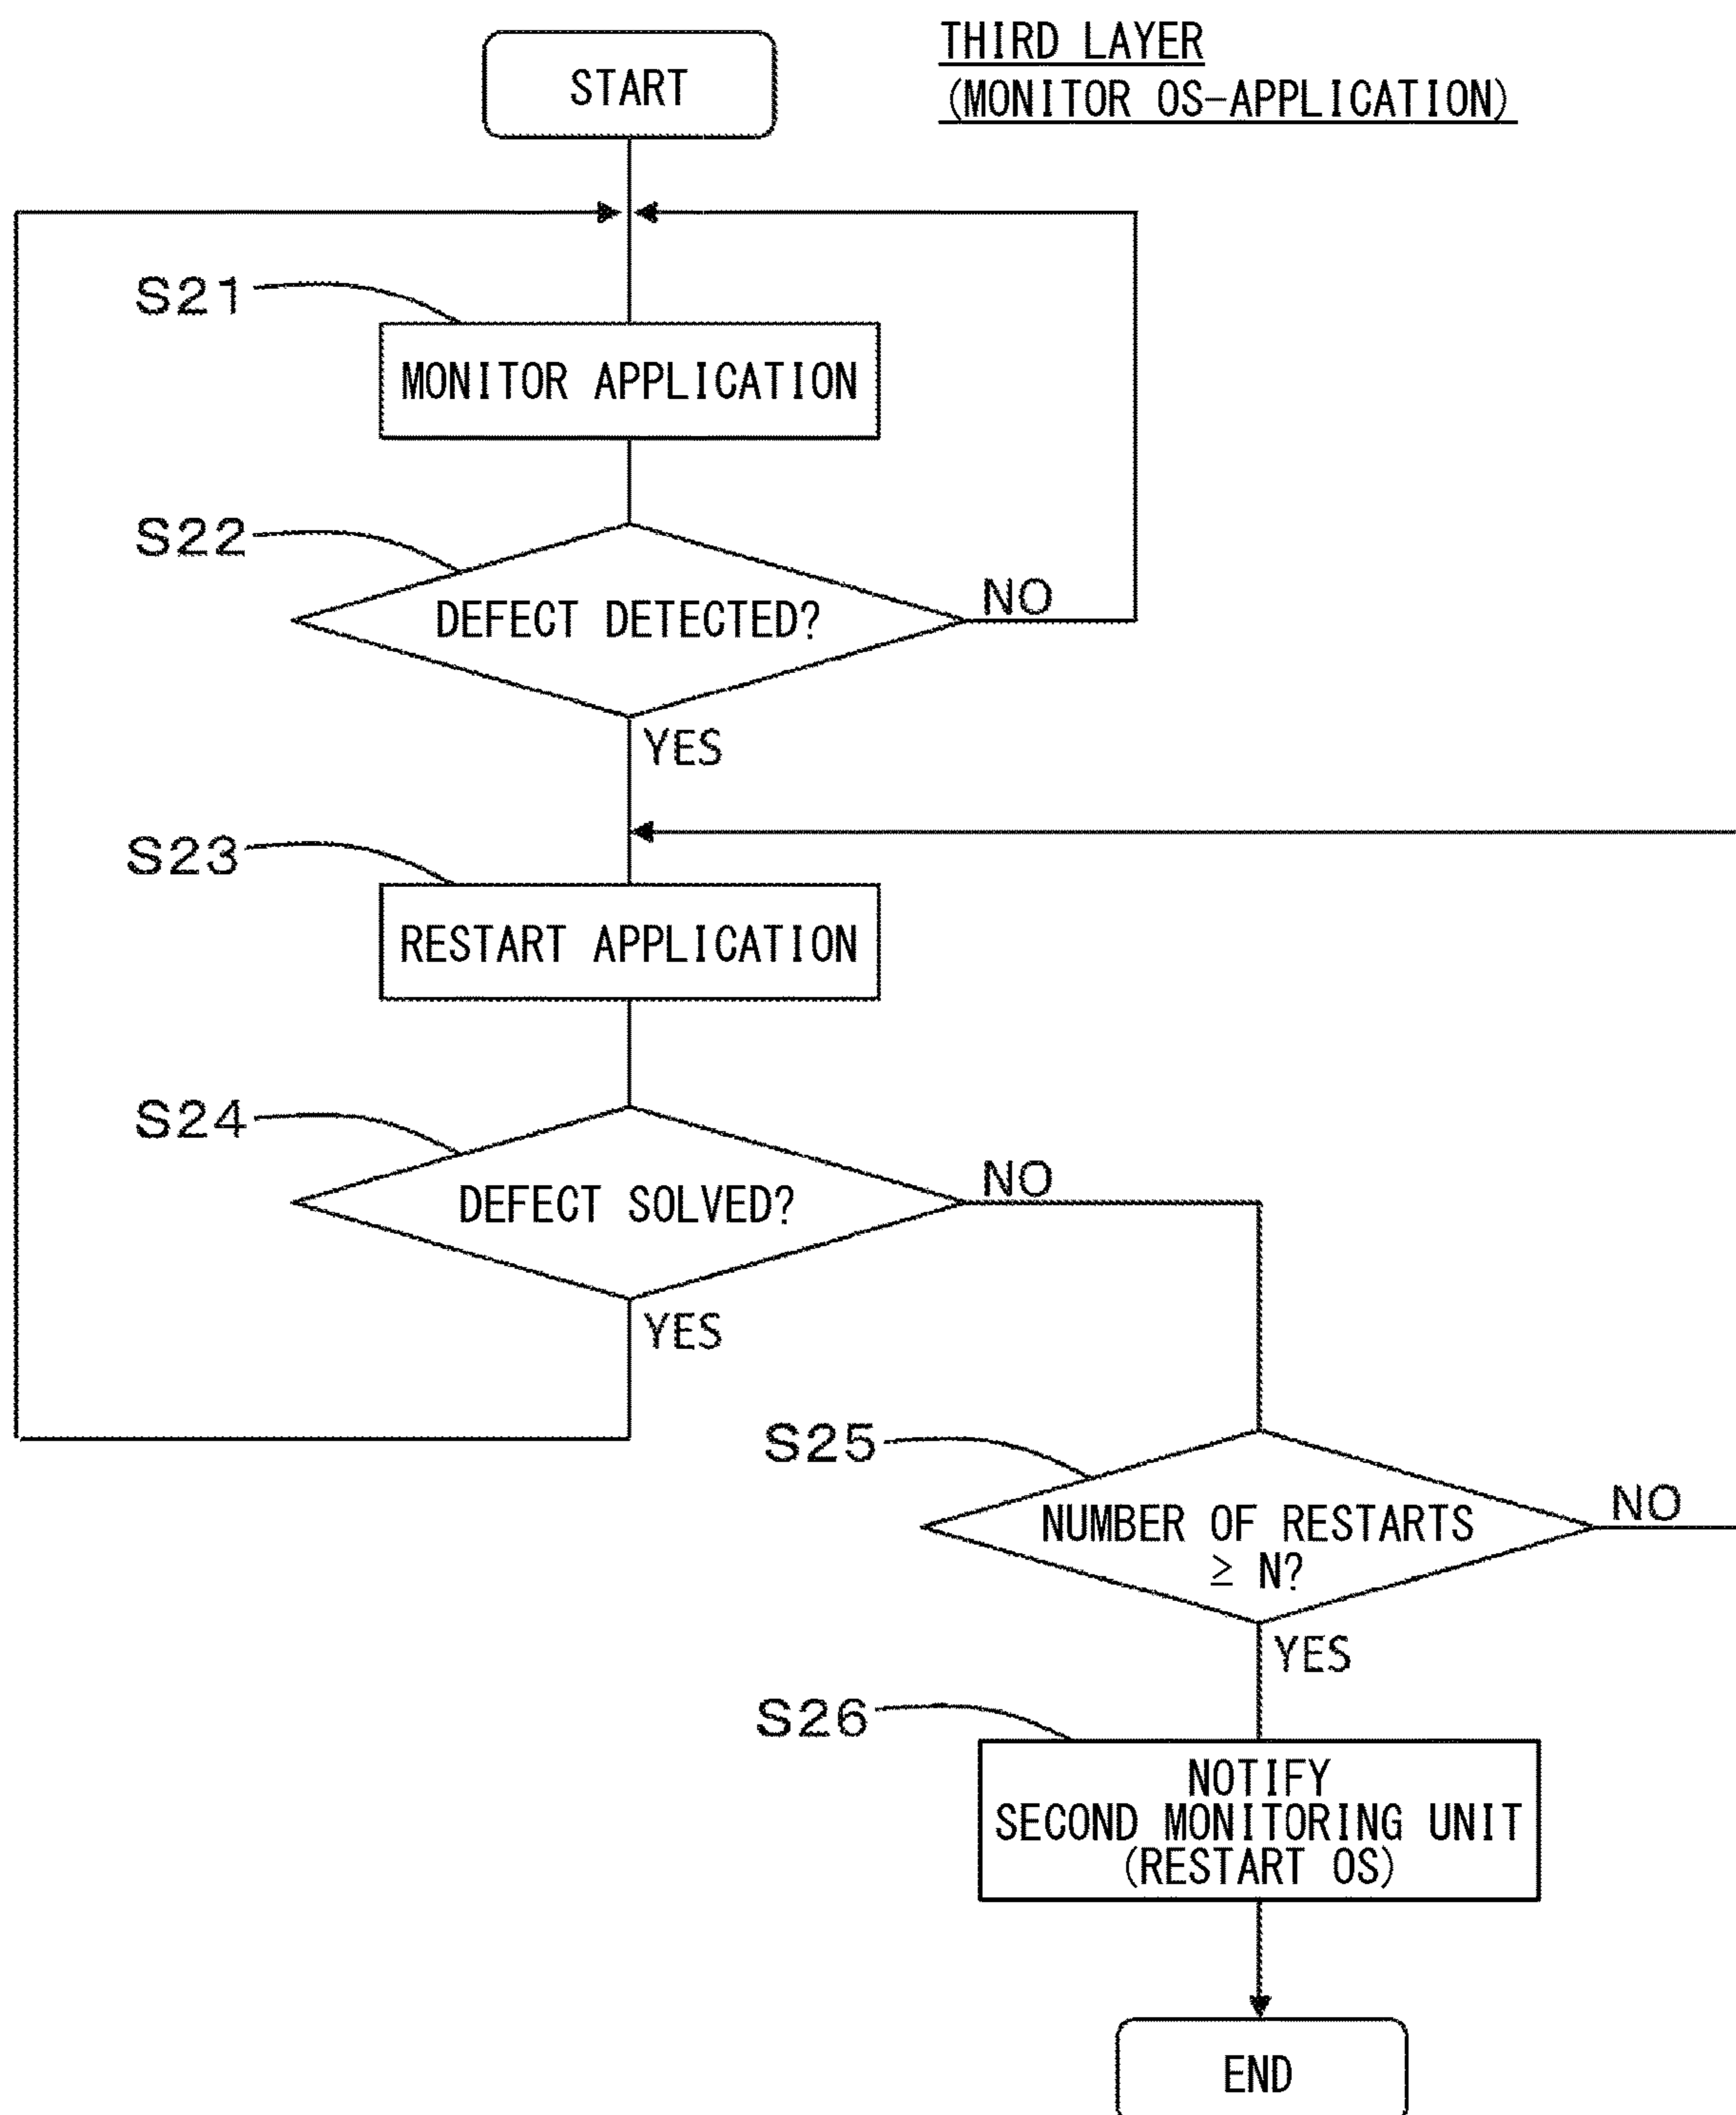 START
THIRD LAYER
(MONITOR OS-APPLICATION)
S21
MONITOR APPLICATION
S22
DEFECT DETECTED?
NO
YES
S23
RESTART APPLICATION
S24
DEFECT SOLVED?
NO
YES
S25
NUMBER OF RESTARTS
≥ N?
NO
YES
S26
NOTIFY
SECOND MONITORING UNIT
(RESTART OS)
END